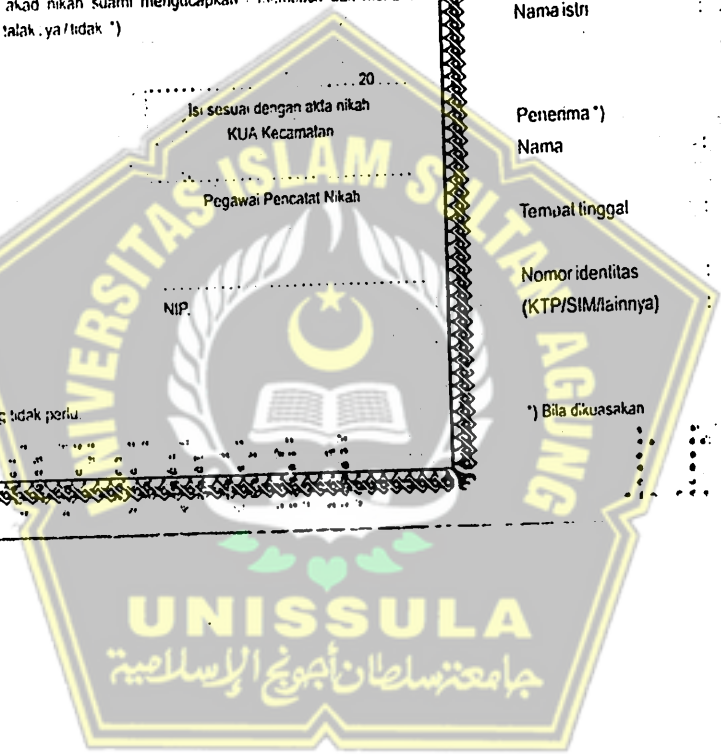 akad nikah suami mengucapkan
talak . ya / tidak *)
20
Isi sesuai dengan akta nikah
KUA Kecamatan
Pegawai Pencatat Nikah
NIP.
tidak perlu.
Nama istri :
Penerima *)
Nama :
Tempat tinggal :
Nomor identitas :
(KTP/SIM/lainnya) :
*) Bila dikuasakan
UNIVERSITAS ISLAM SULTAN AGUNG
UNISSULA
جامعة سلطان أجونج الإسلامية